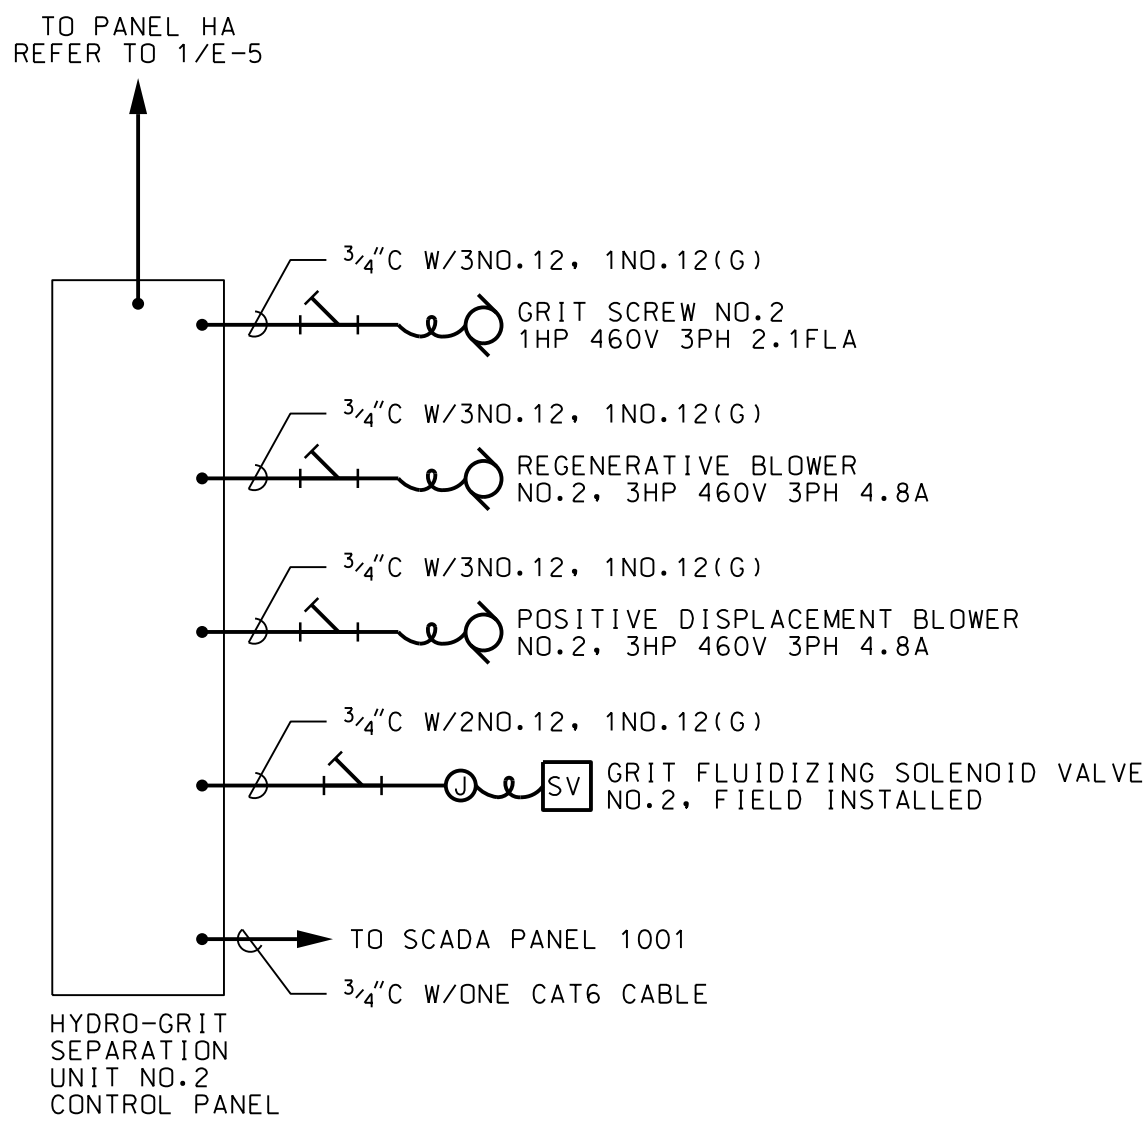 TO PANEL HA
REFER TO 1/E-5
3/4"C W/3NO.12, 1NO.12(G)
GRIT SCREW NO.2
1HP 460V 3PH 2.1FLA
3/4"C W/3NO.12, 1NO.12(G)
REGENERATIVE BLOWER
NO.2, 3HP 460V 3PH 4.8A
3/4"C W/3NO.12, 1NO.12(G)
POSITIVE DISPLACEMENT BLOWER
NO.2, 3HP 460V 3PH 4.8A
3/4"C W/2NO.12, 1NO.12(G)
J
SV
GRIT FLUIDIZING SOLENOID VALVE
NO.2, FIELD INSTALLED
TO SCADA PANEL 1001
3/4"C W/ONE CAT6 CABLE
HYDRO-GRIT
SEPARATION
UNIT NO.2
CONTROL PANEL